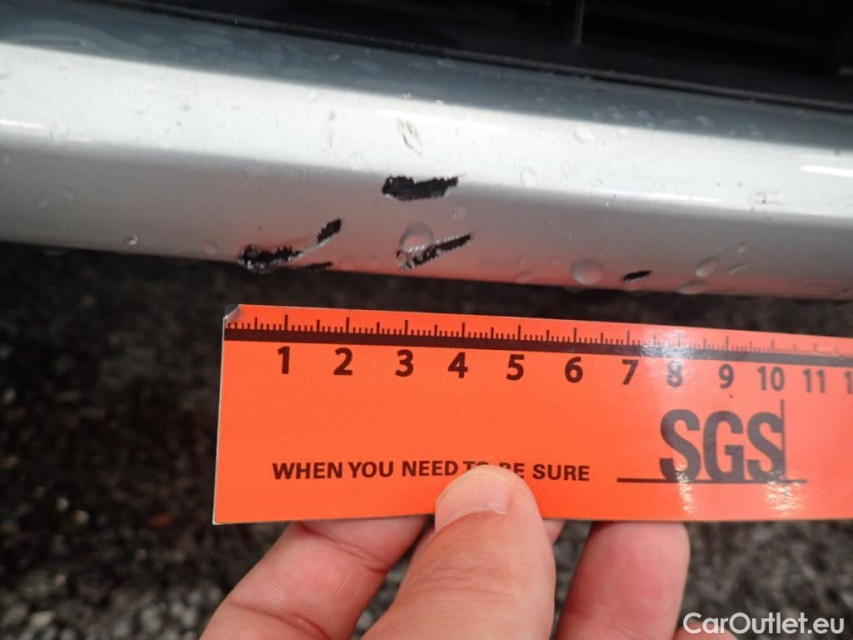 1 2 3 4 5 6 7 8 9 10 11
SGS
WHEN YOU NEED TO BE SURE
CarOutlet.eu